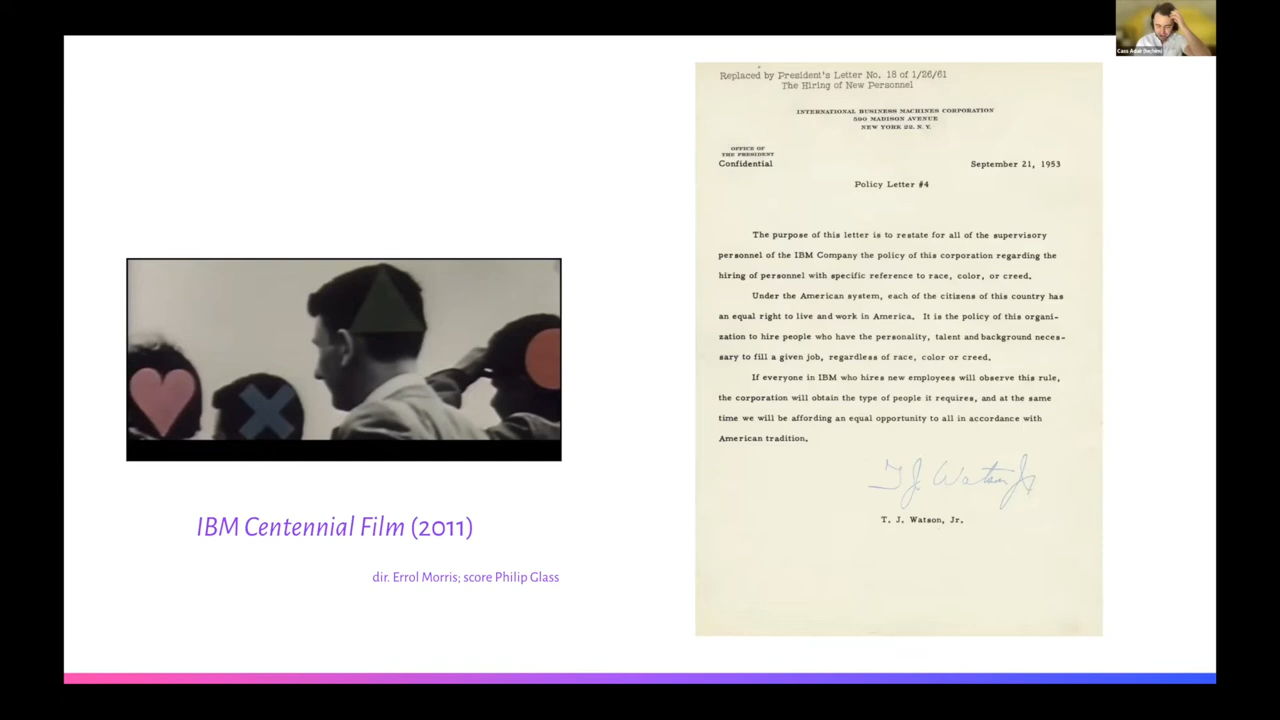 Replaced by President's Letter No. 18 of 1/26/61
The Hiring of New Personnel
INTERNATIONAL BUSINESS MACHINES CORPORATION
590 MADISON AVENUE
NEW YORK 22. N. Y.
OFFICE OF
THE PRESIDENT
Confidential
September 21, 1953
Policy Letter #4
The purpose of this letter is to restate for all of the supervisory
personnel of the IBM Company the policy of this corporation regarding the
hiring of personnel with specific reference to race, color, or creed.
Under the American system, each of the citizens of this country has
an equal right to live and work in America. It is the policy of this organi-
zation to hire people who have the personality, talent and background neces-
sary to fill a given job, regardless of race, color or creed.
If everyone in IBM who hires new employees will observe this rule,
the corporation will obtain the type of people it requires, and at the same
time we will be affording an equal opportunity to all in accordance with
American tradition.
T J Watson Jr
T. J. Watson, Jr.
IBM Centennial Film (2011)
dir. Errol Morris; score Philip Glass
Cass Adair